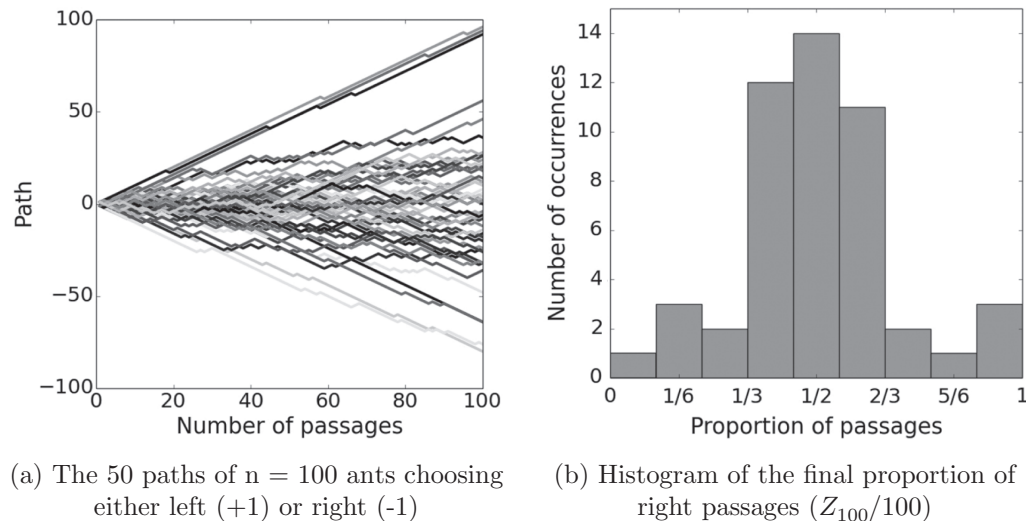 100
50
0
−50
−100
Path
0 20 40 60 80 100
Number of passages
14
12
10
8
6
4
2
0
Number of occurrences
0 1/6 1/3 1/2 2/3 5/6 1
Proportion of passages
(a) The 50 paths of n = 100 ants choosing
either left (+1) or right (-1)
(b) Histogram of the final proportion of
right passages (Z₁₀₀/100)